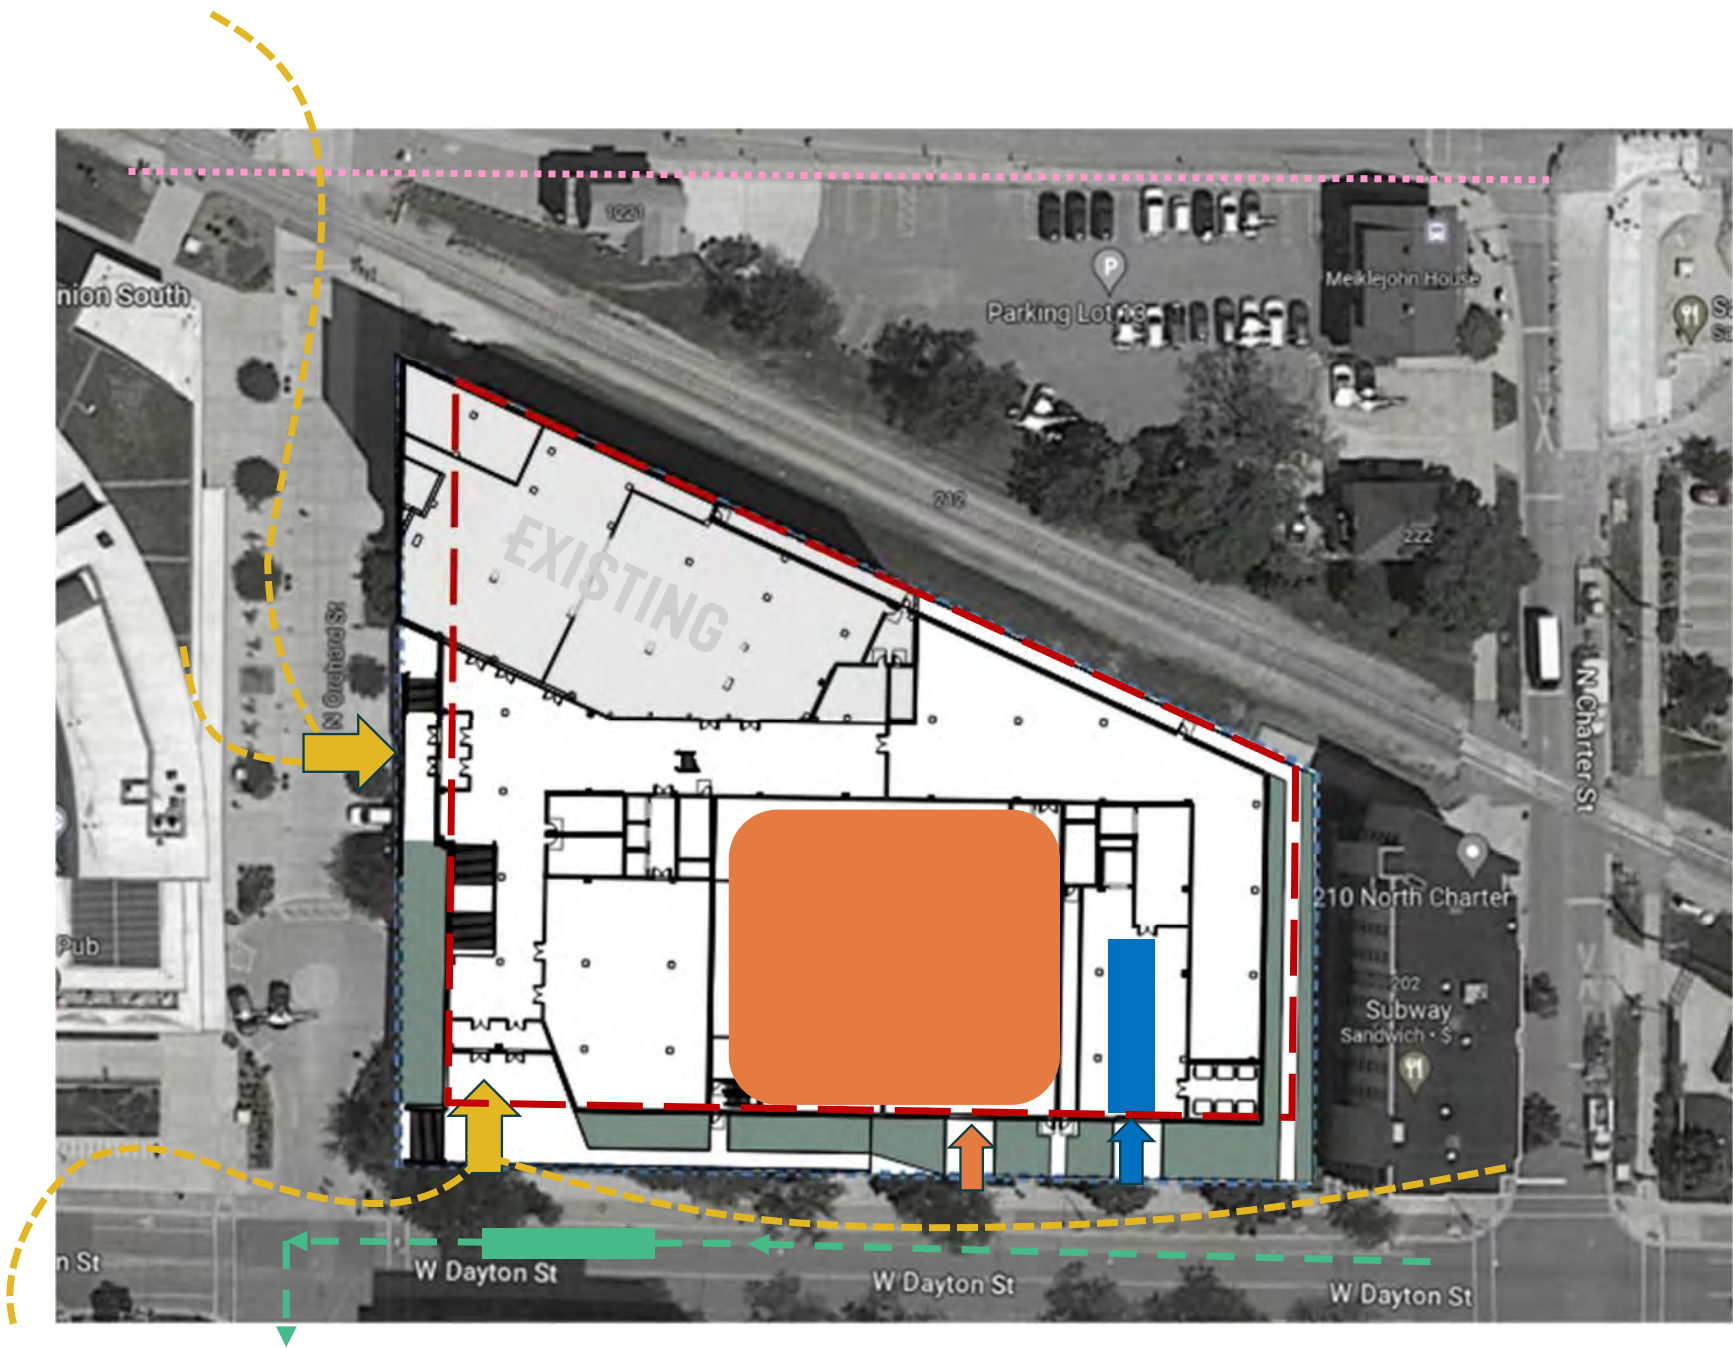 1221
nion South
P
Parking Lot 13
Meiklejohn House
S
S
212
222
EXISTING
N Orchard St
N Charter St
210 North Charter
Pub
202
Subway
Sandwich • $
n St
W Dayton St
W Dayton St
W Dayton St